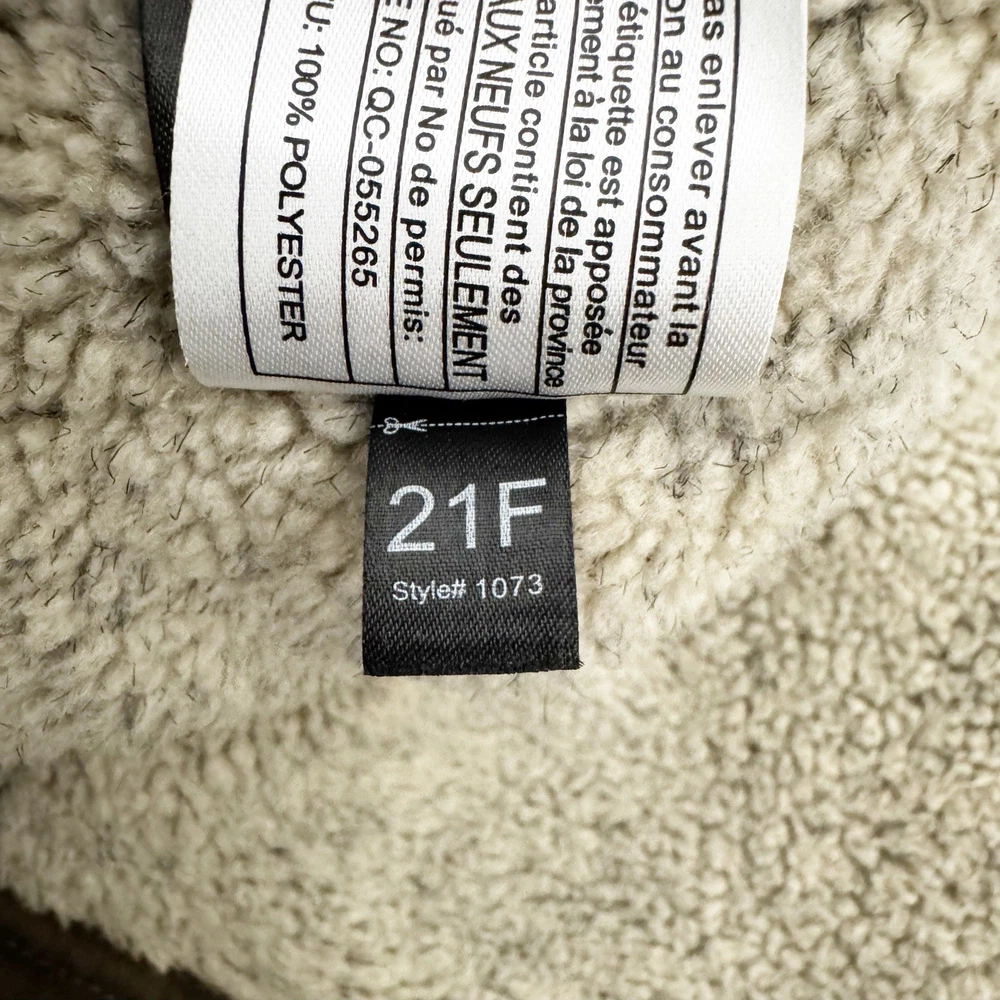 as enlever avant la
on au consommateur
étiquette est apposée
ement à la loi de la province
article contient des
AUX NEUFS SEULEMENT
ué par No de permis:
E NO: QC-055265
U: 100% POLYESTER
21F
Style# 1073